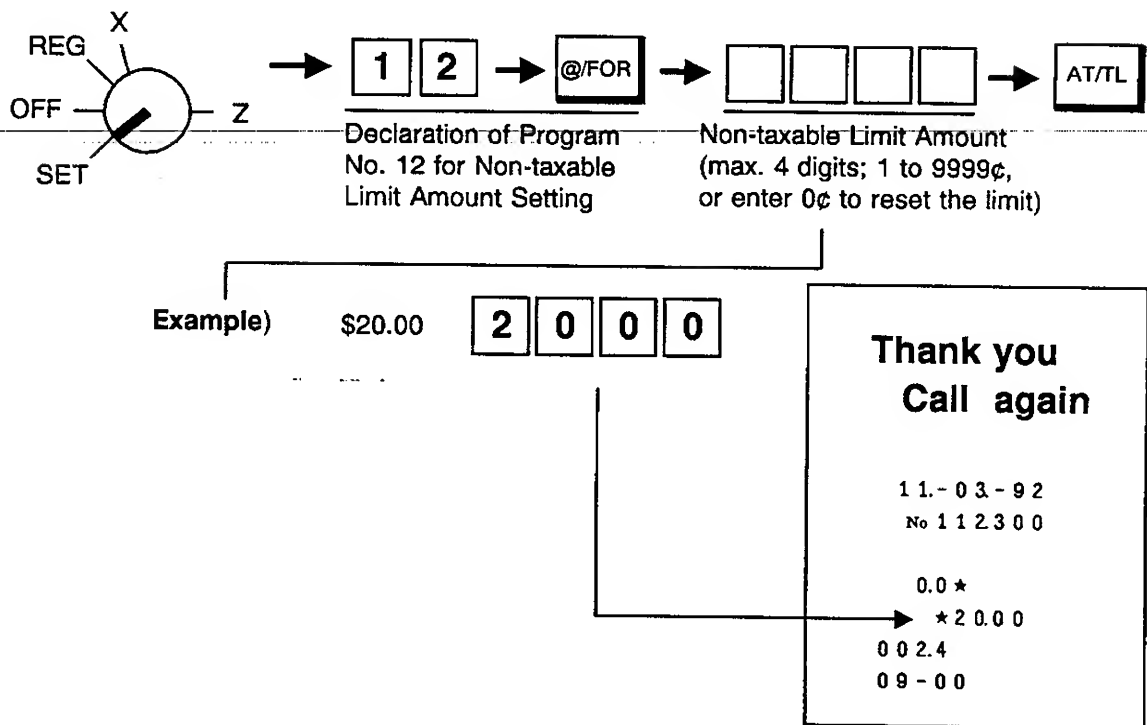 X
REG
OFF
Z
SET
1 2
@/FOR
AT/TL
Declaration of Program
No. 12 for Non-taxable
Limit Amount Setting
Non-taxable Limit Amount
(max. 4 digits; 1 to 9999¢,
or enter 0¢ to reset the limit)
Example) $20.00 2 0 0 0
Thank you
Call again
11.-03.-92
No 112300
0.0★
★20.00
002.4
09-00